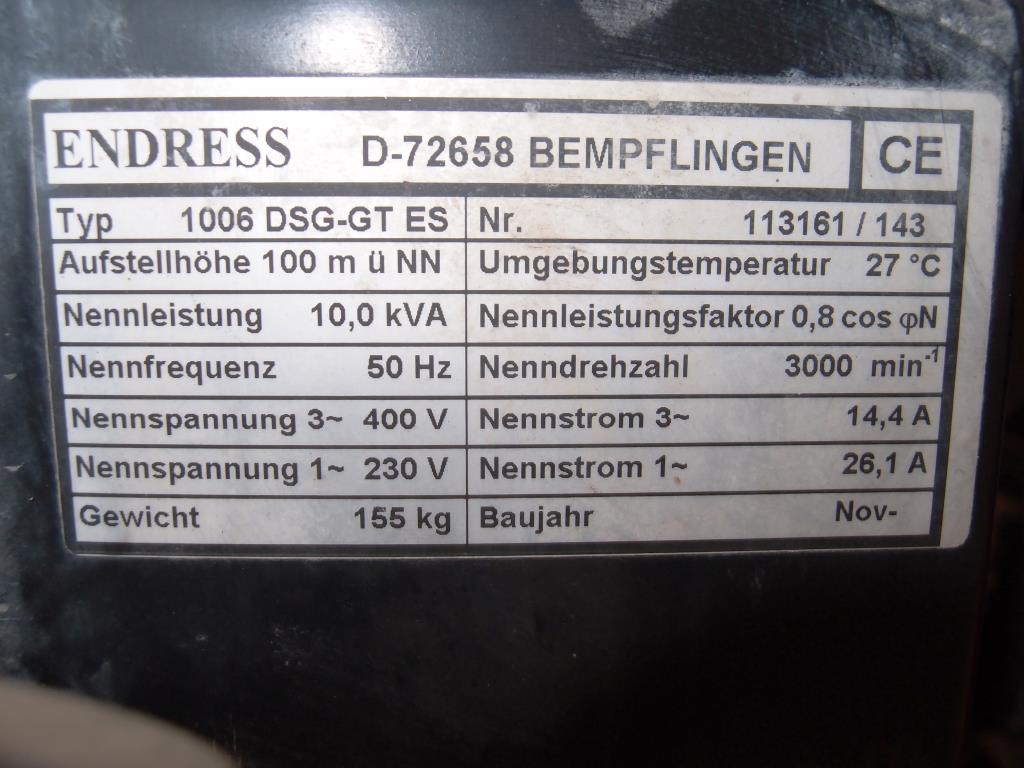 ENDRESS D-72658 BEMPFLINGEN CE
Typ 1006 DSG-GT ES Nr. 113161 / 143
Aufstellhöhe 100 m ü NN Umgebungstemperatur 27 °C
Nennleistung 10,0 kVA Nennleistungsfaktor 0,8 cos φN
Nennfrequenz 50 Hz Nenndrehzahl 3000 min⁻¹
Nennspannung 3~ 400 V Nennstrom 3~ 14,4 A
Nennspannung 1~ 230 V Nennstrom 1~ 26,1 A
Gewicht 155 kg Baujahr Nov-